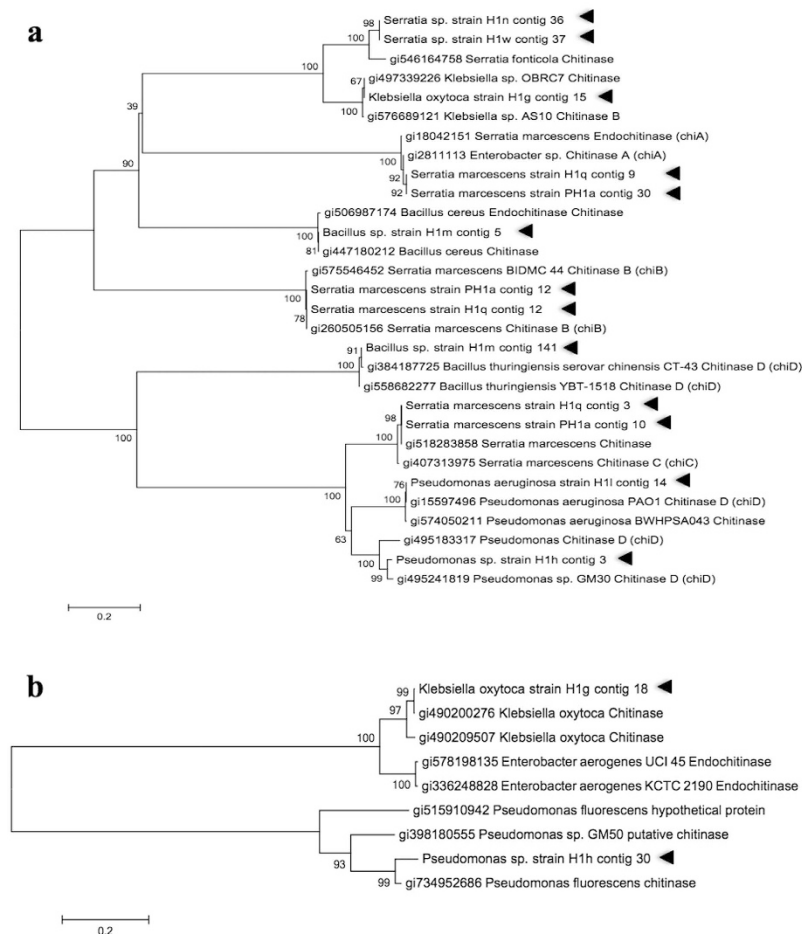 a
98 Serratia sp. strain H1n contig 36
Serratia sp. strain H1w contig 37
100
100
gi546164758 Serratia fonticola Chitinase
gi497339226 Klebsiella sp. OBRC7 Chitinase
67
Klebsiella oxytoca strain H1g contig 15
100
gi576689121 Klebsiella sp. AS10 Chitinase B
39
gi18042151 Serratia marcescens Endochitinase (chiA)
gi2811113 Enterobacter sp. Chitinase A (chiA)
100
90
92 Serratia marcescens strain H1q contig 9
92 Serratia marcescens strain PH1a contig 30
gi506987174 Bacillus cereus Endochitinase Chitinase
100 Bacillus sp. strain H1m contig 5
81 gi447180212 Bacillus cereus Chitinase
gi575546452 Serratia marcescens BIDMC 44 Chitinase B (chiB)
Serratia marcescens strain PH1a contig 12
100
Serratia marcescens strain H1q contig 12
78
gi260505156 Serratia marcescens Chitinase B (chiB)
91 Bacillus sp. strain H1m contig 141
100 gi384187725 Bacillus thuringiensis serovar chinensis CT-43 Chitinase D (chiD)
gi558682277 Bacillus thuringiensis YBT-1518 Chitinase D (chiD)
Serratia marcescens strain H1q contig 3
98
Serratia marcescens strain PH1a contig 10
100
100
gi518283858 Serratia marcescens Chitinase
gi407313975 Serratia marcescens Chitinase C (chiC)
76 Pseudomonas aeruginosa strain H1l contig 14
100
100 gi15597496 Pseudomonas aeruginosa PAO1 Chitinase D (chiD)
gi574050211 Pseudomonas aeruginosa BWHPSA043 Chitinase
63
gi495183317 Pseudomonas Chitinase D (chiD)
100
Pseudomonas sp. strain H1h contig 3
99 gi495241819 Pseudomonas sp. GM30 Chitinase D (chiD)
0.2
b
99 Klebsiella oxytoca strain H1g contig 18
97
gi490200276 Klebsiella oxytoca Chitinase
100
gi490209507 Klebsiella oxytoca Chitinase
gi578198135 Enterobacter aerogenes UCI 45 Endochitinase
100 gi336248828 Enterobacter aerogenes KCTC 2190 Endochitinase
gi515910942 Pseudomonas fluorescens hypothetical protein
gi398180555 Pseudomonas sp. GM50 putative chitinase
93
Pseudomonas sp. strain H1h contig 30
99
gi734952686 Pseudomonas fluorescens chitinase
0.2